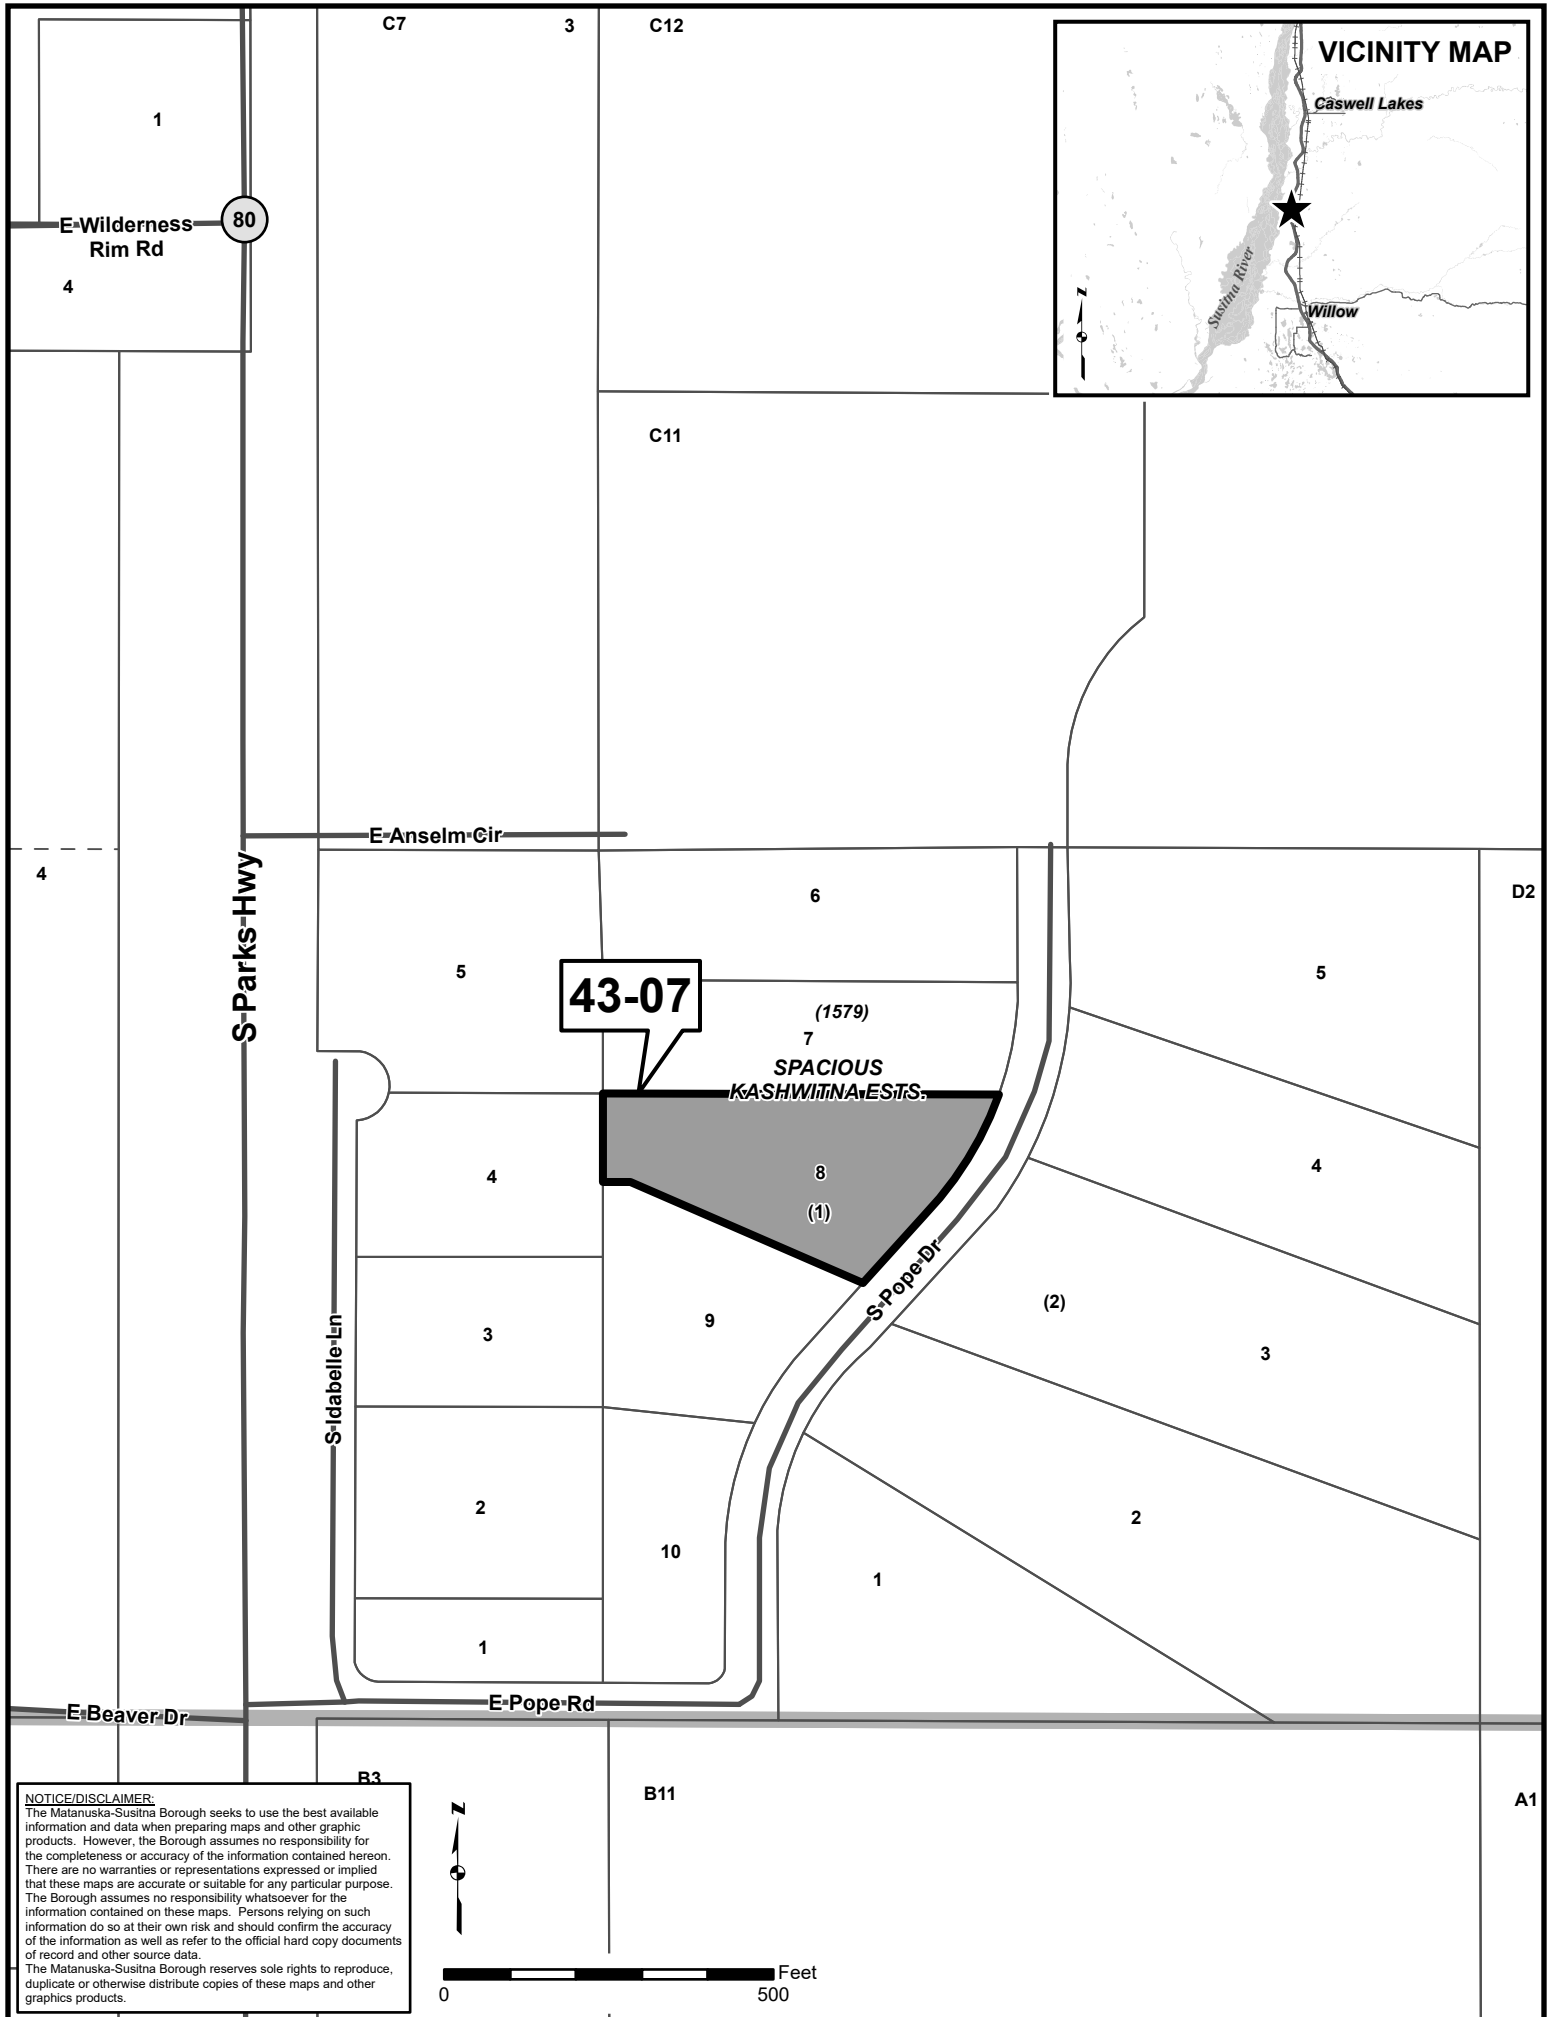 C7
3
C12
VICINITY MAP
Caswell Lakes
Susitna River
Willow
z
1
E Wilderness
Rim Rd
80
4
C11
E Anselm Cir
4
S Parks Hwy
6
D2
5
5
43-07
(1579)
7
SPACIOUS
KASHWITNA ESTS.
4
8
(1)
4
S Pope Dr
(2)
3
9
3
S Idabelle Ln
2
2
10
1
1
E Pope Rd
E Beaver Dr
B3
B11
A1
NOTICE/DISCLAIMER:
The Matanuska-Susitna Borough seeks to use the best available
information and data when preparing maps and other graphic
products. However, the Borough assumes no responsibility for
the completeness or accuracy of the information contained hereon.
There are no warranties or representations expressed or implied
that these maps are accurate or suitable for any particular purpose.
The Borough assumes no responsibility whatsoever for the
information contained on these maps. Persons relying on such
information do so at their own risk and should confirm the accuracy
of the information as well as refer to the official hard copy documents
of record and other source data.
The Matanuska-Susitna Borough reserves sole rights to reproduce,
duplicate or otherwise distribute copies of these maps and other
graphics products.
z
Feet
0
500